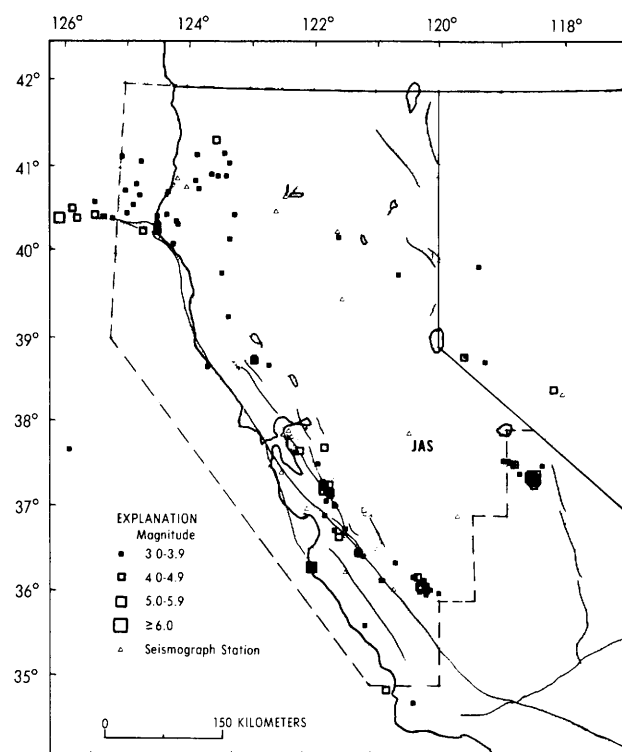 126° 124° 122° 120° 118°
42°
41°
40°
39°
38°
37°
36°
35°
JAS
EXPLANATION
Magnitude
3.0-3.9
4.0-4.9
5.0-5.9
≥6.0
Seismograph Station
0 150 KILOMETERS